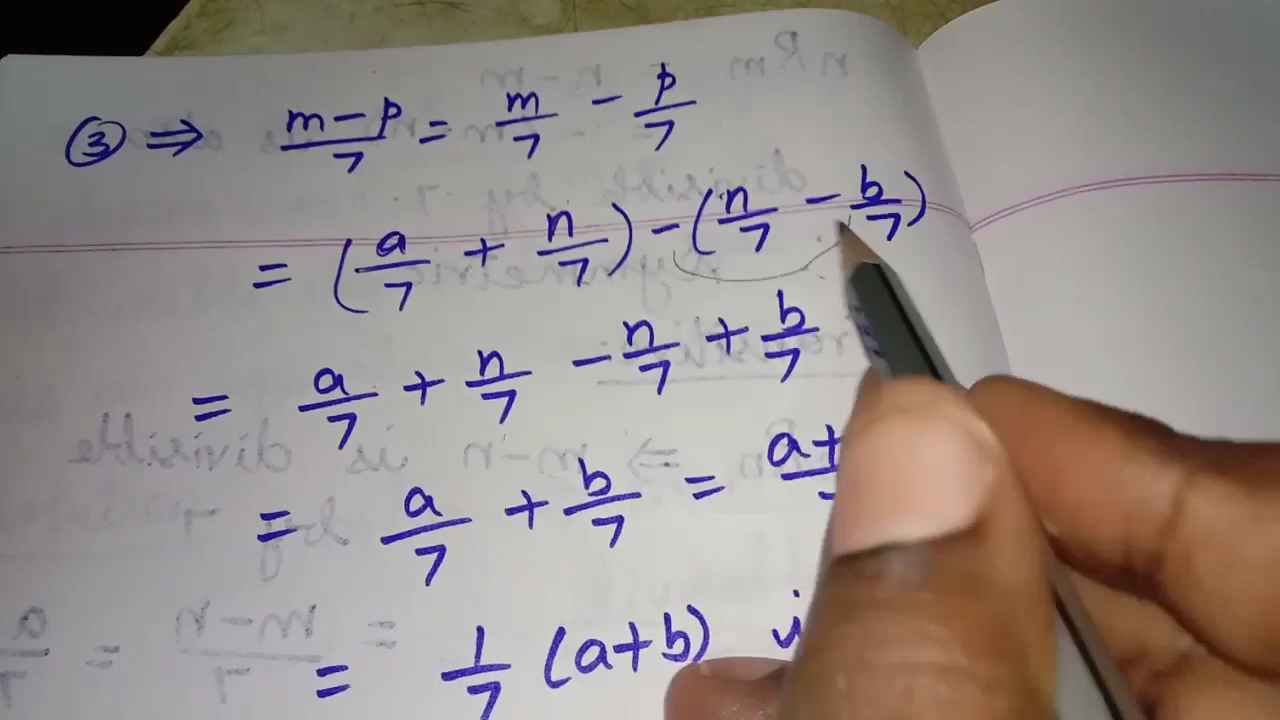 ③ ⇒ m-p/7 = m/7 - p/7
= (a/7 + n/7) - (n/7 - b/7)
= a/7 + n/7 - n/7 + b/7
= a/7 + b/7 = a+
= 1/7 (a+b)